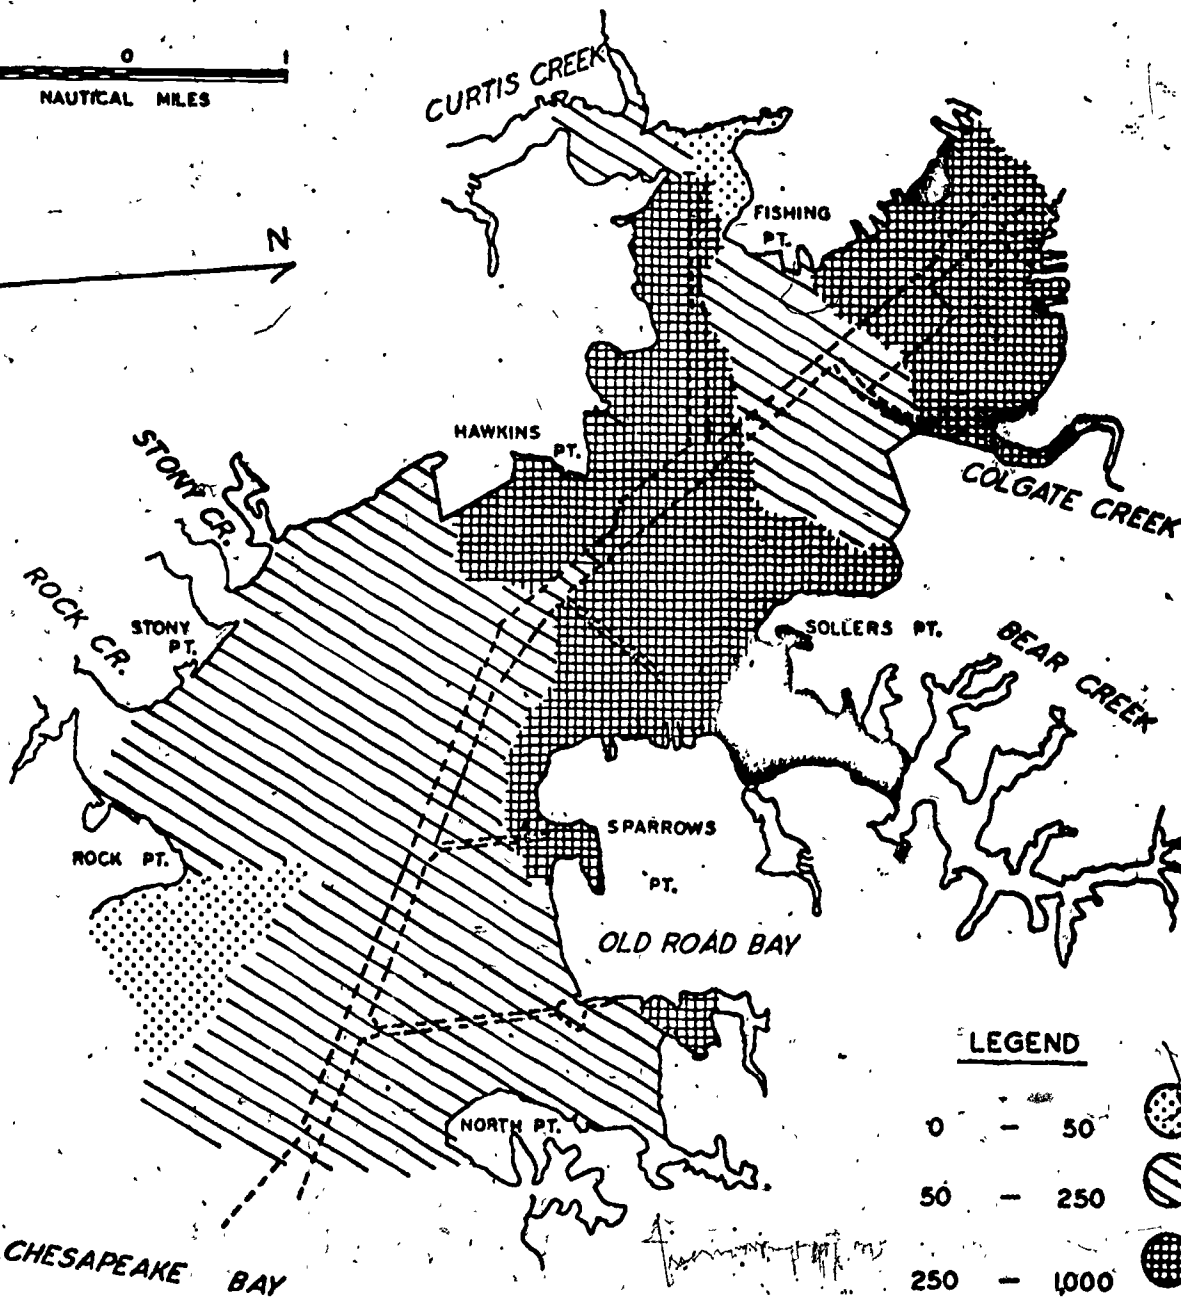 0 1
NAUTICAL MILES
CURTIS CREEK
N
FISHING
PT.
HAWKINS
PT.
STONY CR.
COLGATE CREEK
ROCK CR.
STONY
PT.
SOLLERS PT.
BEAR CREEK
SPARROWS
PT.
ROCK PT.
OLD ROAD BAY
LEGEND
0 - 50
NORTH PT.
50 - 250
CHESAPEAKE BAY
250 - 1,000